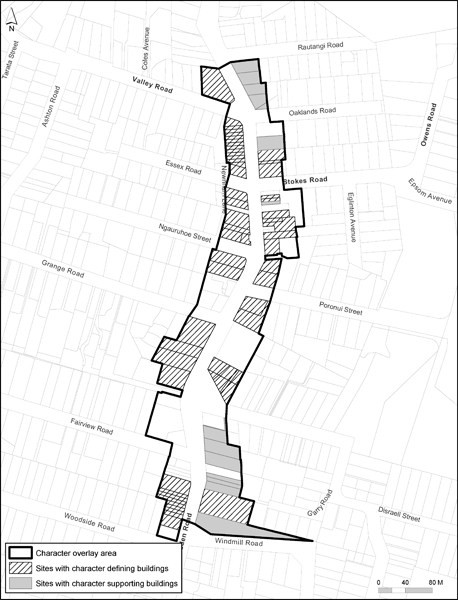 N
Rautangi Road
Coles Avenue
Tarata Street
Valley Road
Ashton Road
Oaklands Road
Owens Road
Essex Road
Stokes Road
Epsom Avenue
Eglinton Avenue
Ngauruhoe Street
Grange Road
Poronui Street
Fairview Road
Garry Road
Disraeli Street
Woodside Road
Windmill Road
Character overlay area
Sites with character defining buildings
Sites with character supporting buildings
0 40 80 M